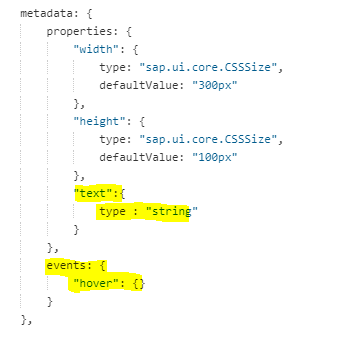 metadata: {
    properties: {
        "width": {
            type: "sap.ui.core.CSSSize",
            defaultValue: "300px"
        },
        "height": {
            type: "sap.ui.core.CSSSize",
            defaultValue: "100px"
        },
        "text":{
            type : "string"
        }
    },
    events: {
        "hover": {}
    }
},